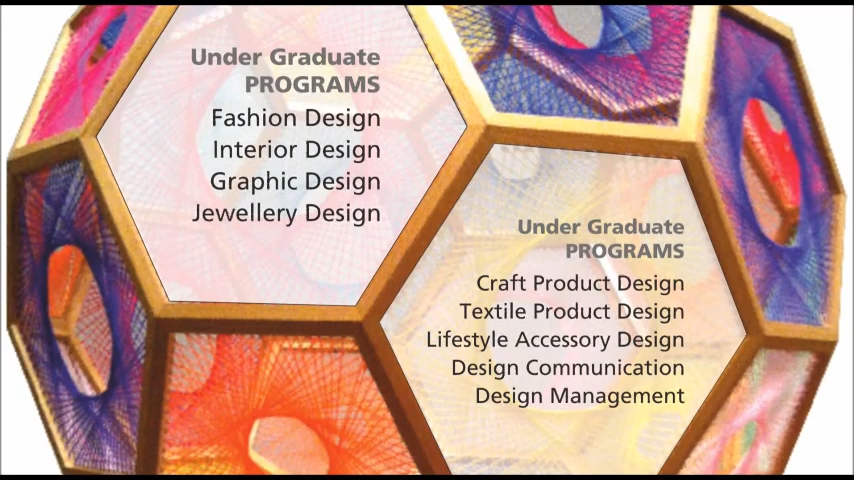 Under Graduate
PROGRAMS
Fashion Design
Interior Design
Graphic Design
Jewellery Design
Under Graduate
PROGRAMS
Craft Product Design
Textile Product Design
Lifestyle Accessory Design
Design Communication
Design Management